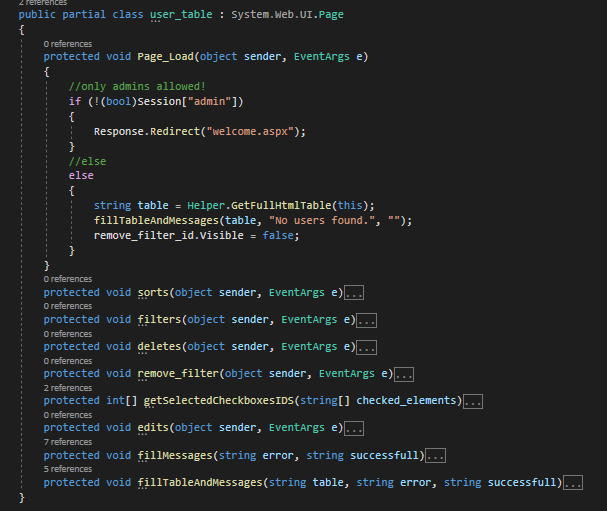 2 references
public partial class user_table : System.Web.UI.Page
{
0 references
protected void Page_Load(object sender, EventArgs e)
{
//only admins allowed!
if (!(bool)Session["admin"])
{
Response.Redirect("welcome.aspx");
}
//else
else
{
string table = Helper.GetFullHtmlTable(this);
fillTableAndMessages(table, "No users found.", "");
remove_filter_id.Visible = false;
}
}
0 references
protected void sorts(object sender, EventArgs e)...
0 references
protected void filters(object sender, EventArgs e)...
0 references
protected void deletes(object sender, EventArgs e)...
0 references
protected void remove_filter(object sender, EventArgs e)...
2 references
protected int[] getSelectedCheckboxesIDS(string[] checked_elements)...
0 references
protected void edits(object sender, EventArgs e)...
7 references
protected void fillMessages(string error, string successfull)...
5 references
protected void fillTableAndMessages(string table, string error, string successfull)...
}